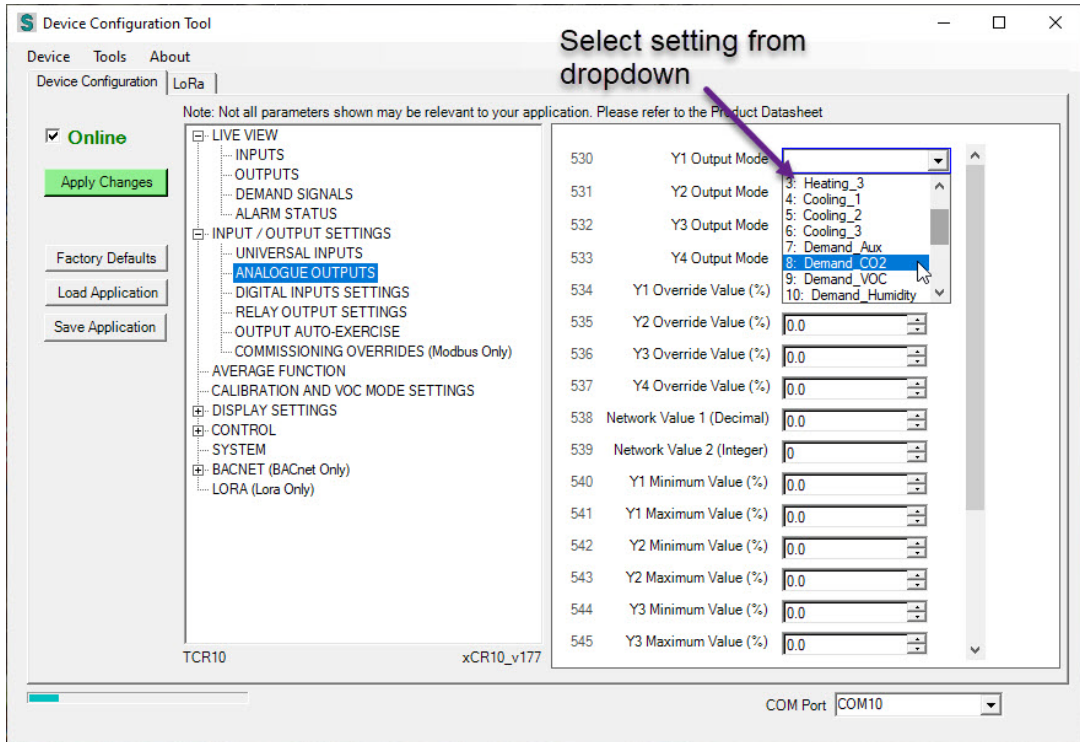 Device Configuration Tool
Select setting from
dropdown
Device Tools About
Device Configuration
LoRa
Note: Not all parameters shown may be relevant to your application. Please refer to the Product Datasheet
Online
Apply Changes
Factory Defaults
Load Application
Save Application
LIVE VIEW
INPUTS
OUTPUTS
DEMAND SIGNALS
ALARM STATUS
INPUT / OUTPUT SETTINGS
UNIVERSAL INPUTS
ANALOGUE OUTPUTS
DIGITAL INPUTS SETTINGS
RELAY OUTPUT SETTINGS
OUTPUT AUTO-EXERCISE
COMMISSIONING OVERRIDES (Modbus Only)
AVERAGE FUNCTION
CALIBRATION AND VOC MODE SETTINGS
DISPLAY SETTINGS
CONTROL
SYSTEM
BACNET (BACnet Only)
LORA (Lora Only)
TCR10 xCR10_v177
530 Y1 Output Mode
531 Y2 Output Mode
532 Y3 Output Mode
533 Y4 Output Mode
3: Heating_3
4: Cooling_1
5: Cooling_2
6: Cooling_3
7: Demand_Aux
8: Demand_CO2
9: Demand_VOC
10: Demand_Humidity
534 Y1 Override Value (%)
535 Y2 Override Value (%) 0.0
536 Y3 Override Value (%) 0.0
537 Y4 Override Value (%) 0.0
538 Network Value 1 (Decimal) 0.0
539 Network Value 2 (Integer) 0
540 Y1 Minimum Value (%) 0.0
541 Y1 Maximum Value (%) 0.0
542 Y2 Minimum Value (%) 0.0
543 Y2 Maximum Value (%) 0.0
544 Y3 Minimum Value (%) 0.0
545 Y3 Maximum Value (%) 0.0
COM Port COM10